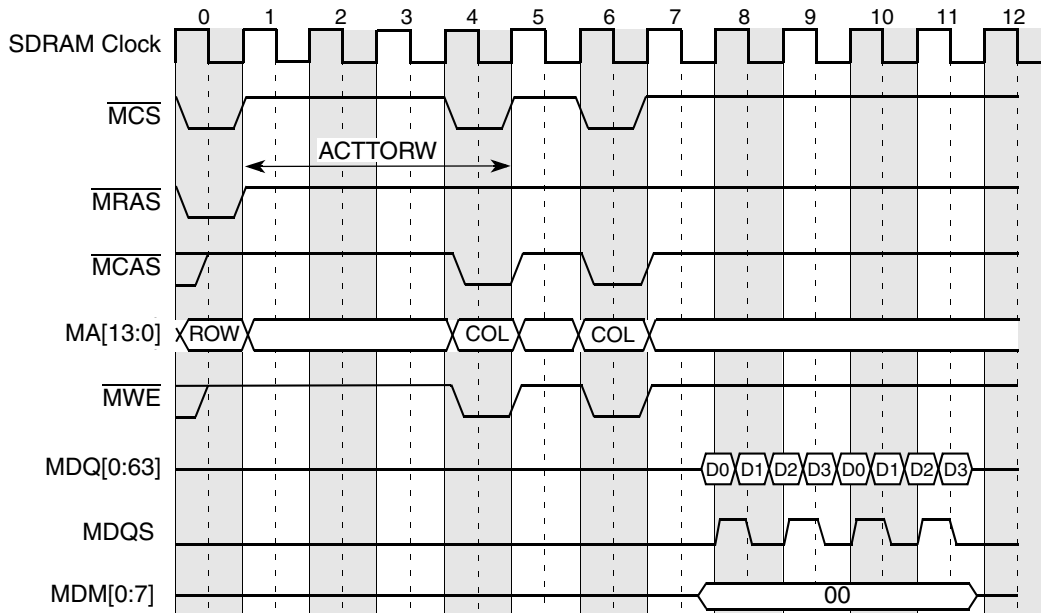 0 1 2 3 4 5 6 7 8 9 10 11 12
SDRAM Clock
MCS
ACTTORW
MRAS
MCAS
MA[13:0] ROW COL COL
MWE
MDQ[0:63] D0 D1 D2 D3 D0 D1 D2 D3
MDQS
MDM[0:7] 00